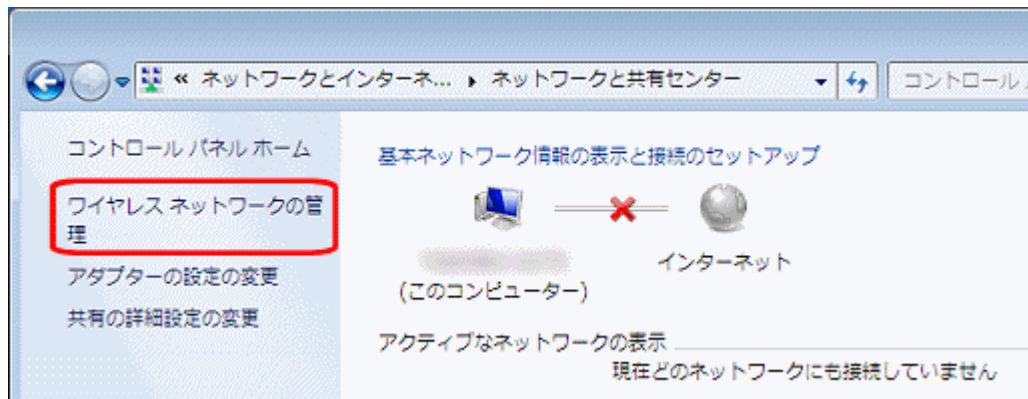 « ネットワークとインターネ... ▸ ネットワークと共有センター
コントロール
コントロール パネル ホーム
ワイヤレス ネットワークの管
理
アダプターの設定の変更
共有の詳細設定の変更
基本ネットワーク情報の表示と接続のセットアップ
インターネット
(このコンピューター)
アクティブなネットワークの表示
現在どのネットワークにも接続していません